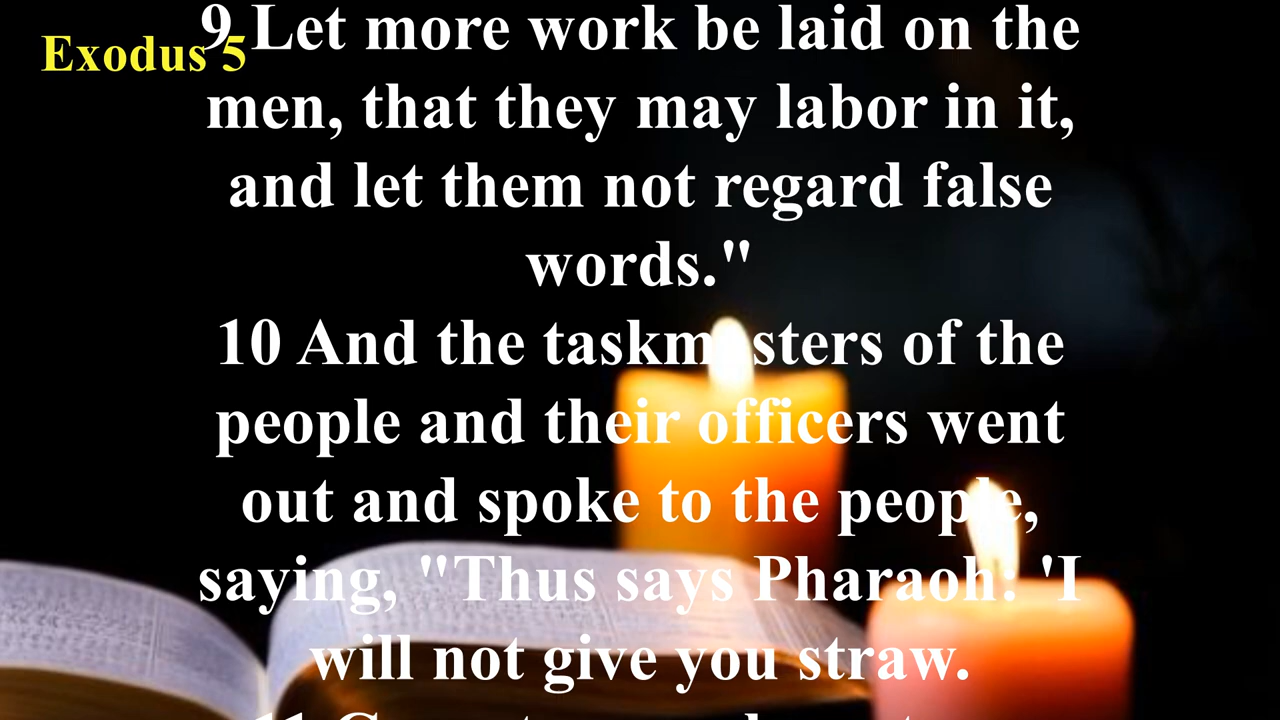 Exodus 5
9 Let more work be laid on the
men, that they may labor in it,
and let them not regard false
words."
10 And the taskmasters of the
people and their officers went
out and spoke to the people,
saying, "Thus says Pharaoh: 'I
will not give you straw.
11